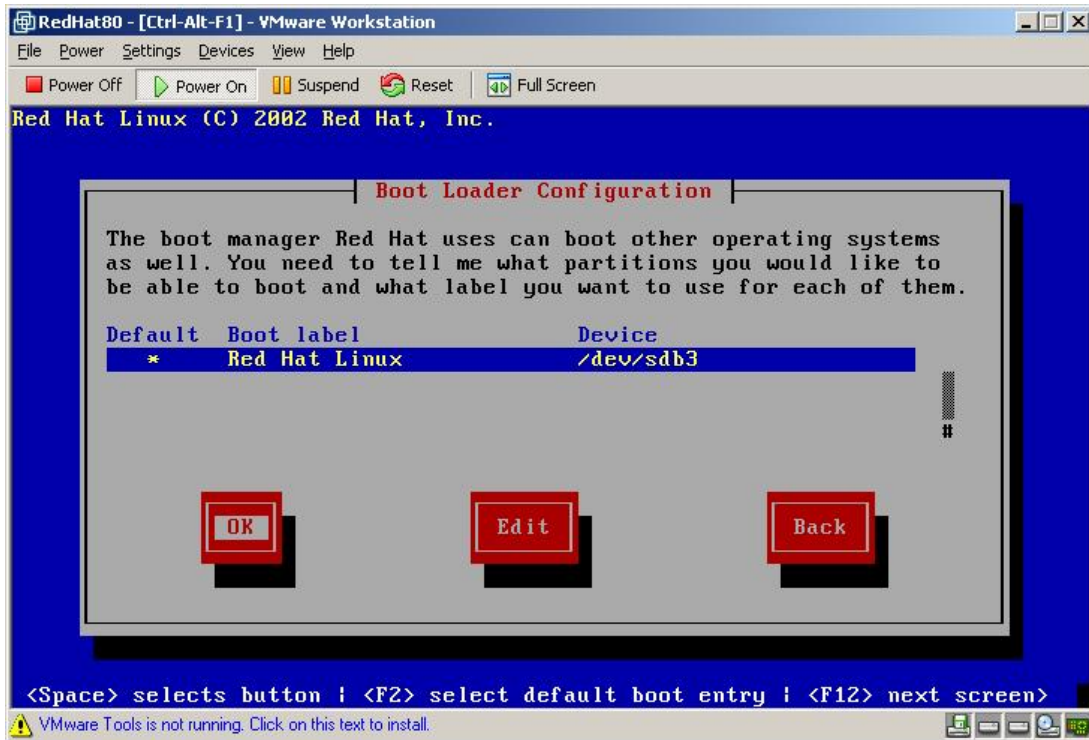 RedHat80 - [Ctrl-Alt-F1] - VMware Workstation
File Power Settings Devices View Help
Power Off Power On Suspend Reset Full Screen
Red Hat Linux (C) 2002 Red Hat, Inc.
Boot Loader Configuration
The boot manager Red Hat uses can boot other operating systems
as well. You need to tell me what partitions you would like to
be able to boot and what label you want to use for each of them.
Default Boot label Device
* Red Hat Linux /dev/sdb3
#
OK Edit Back
<Space> selects button | <F2> select default boot entry | <F12> next screen>
VMware Tools is not running. Click on this text to install.